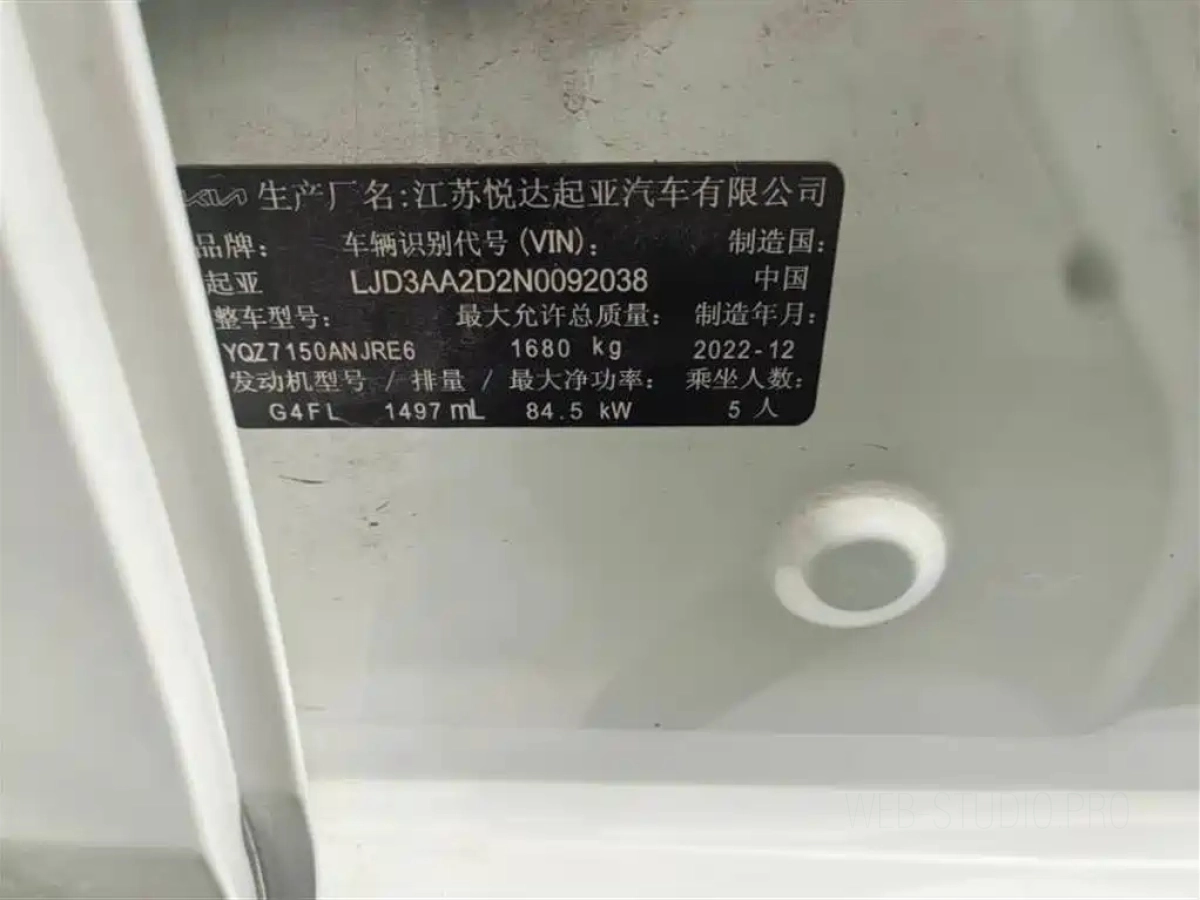 KIA 生产厂名:江苏悦达起亚汽车有限公司
品牌: 车辆识别代号(VIN): 制造国:
起亚 LJD3AA2D2N0092038 中国
整车型号: 最大允许总质量: 制造年月:
YQZ7150ANJRE6 1680 kg 2022-12
发动机型号 / 排量 / 最大净功率: 乘坐人数:
G4FL 1497 mL 84.5 kW 5 人
WEB-STUDIO.PRO